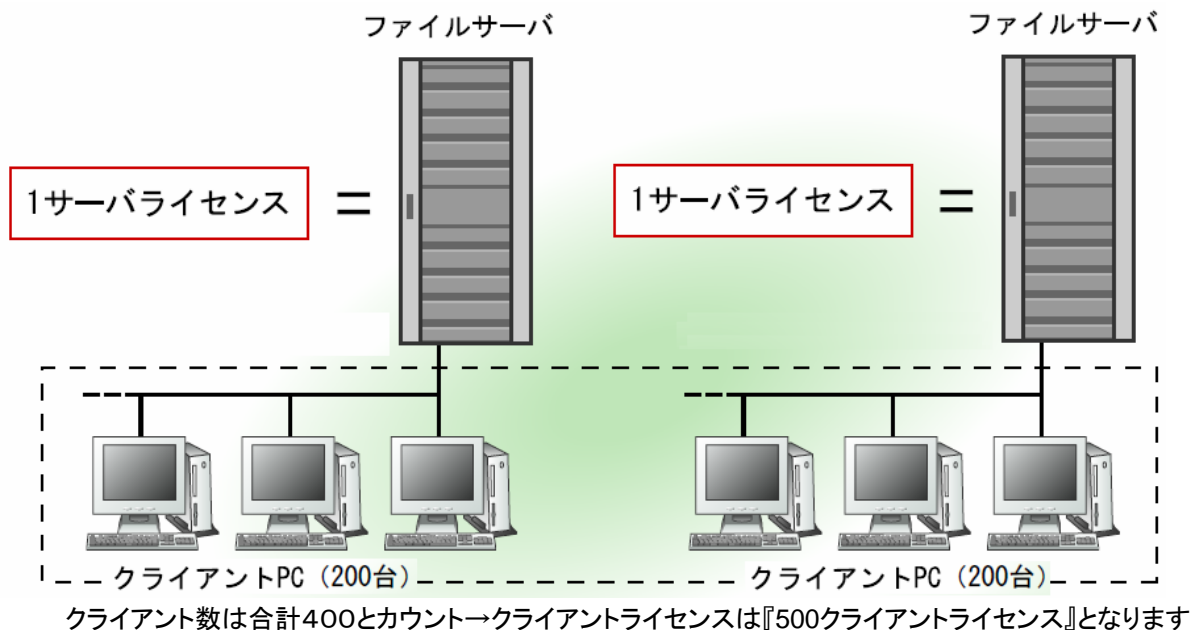 ファイルサーバ
ファイルサーバ
1サーバライセンス
=
1サーバライセンス
=
クライアントPC(200台)
クライアントPC(200台)
クライアント数は合計400とカウント→クライアントライセンスは『500クライアントライセンス』となります